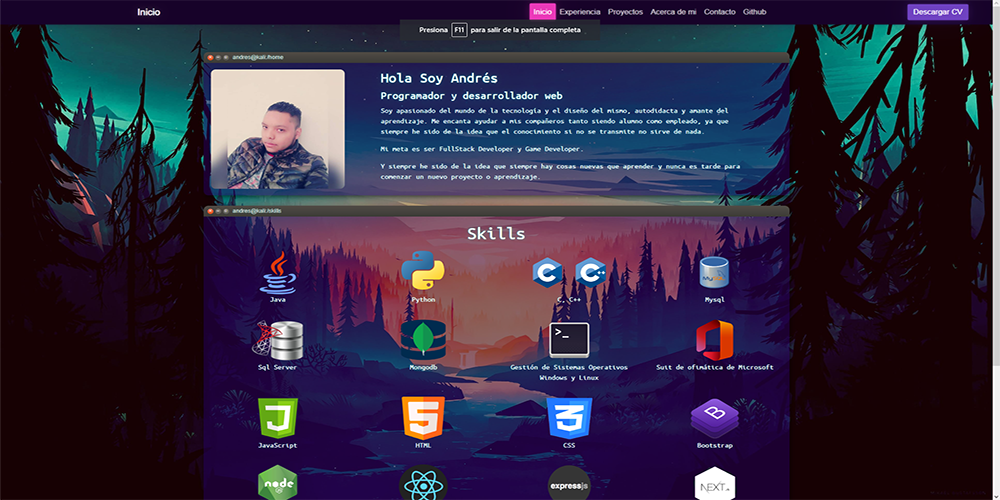 Inicio
Inicio Experiencia Proyectos Acerca de mi Contacto Github
Descargar CV
Presiona F11 para salir de la pantalla completa
andres@kali:/home
Hola Soy Andrés
Programador y desarrollador web
Soy apasionado del mundo de la tecnología y el diseño del mismo, autodidacta y amante del
aprendizaje. Me encanta ayudar a mis compañeros tanto siendo alumno como empleado, ya que
siempre he sido de la idea que el conocimiento si no se transmite no sirve de nada.
Mi meta es ser FullStack Developer y Game Developer.
Y siempre he sido de la idea que siempre hay cosas nuevas que aprender y nunca es tarde para
comenzar un nuevo proyecto o aprendizaje.
andres@kali:/skills
Skills
Java
Python
C C++
C, C++
MySQL
Mysql
Sql Server
Mongodb
>_
Gestión de Sistemas Operativos
Windows y Linux
Suit de ofimática de Microsoft
JavaScript
5
HTML
3
CSS
B
Bootstrap
node
JS
expressjs
NEXT.JS